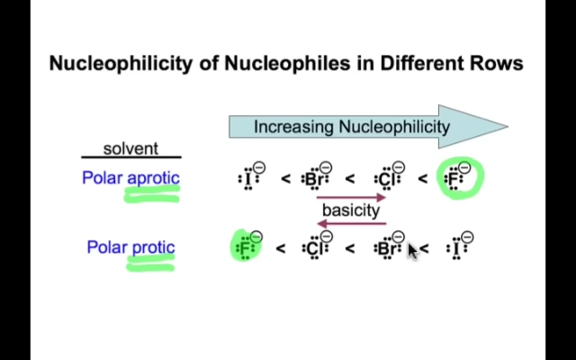 Nucleophilicity of Nucleophiles in Different Rows
Increasing Nucleophilicity
solvent
Polar aprotic :I:⊖ < :Br:⊖ < :Cl:⊖ < :F:⊖
basicity
Polar protic :F:⊖ < :Cl:⊖ < :Br:⊖ < :I:⊖